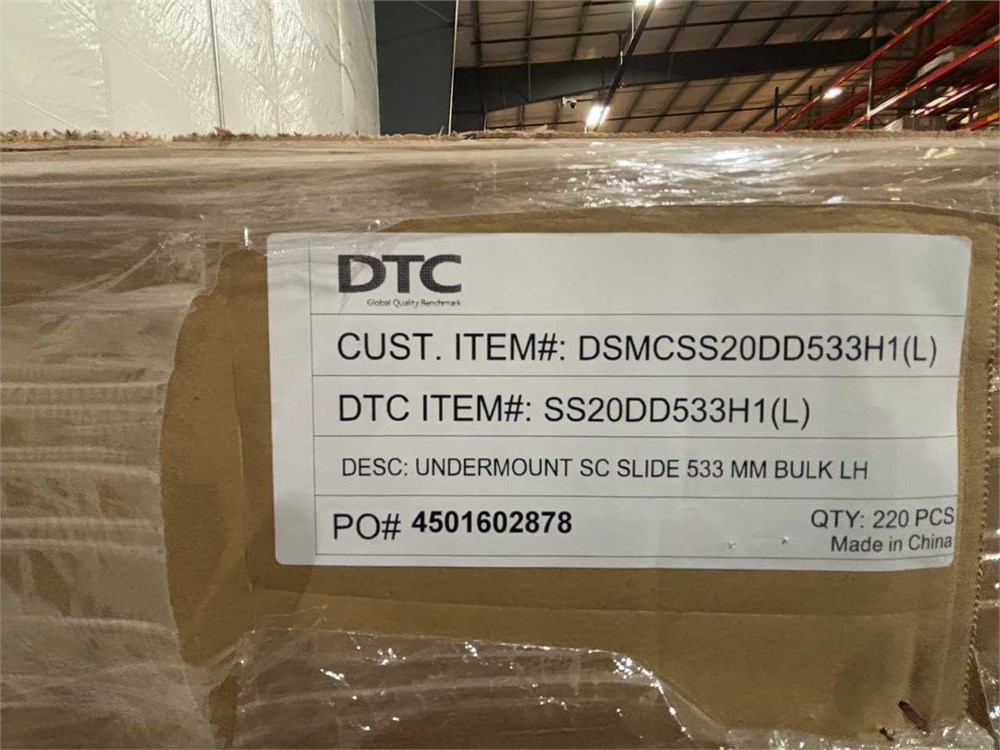 DTC
Global Quality Benchmark
CUST. ITEM#: DSMCSS20DD533H1(L)
DTC ITEM#: SS20DD533H1(L)
DESC: UNDERMOUNT SC SLIDE 533 MM BULK LH
PO# 4501602878
QTY: 220 PCS
Made in China